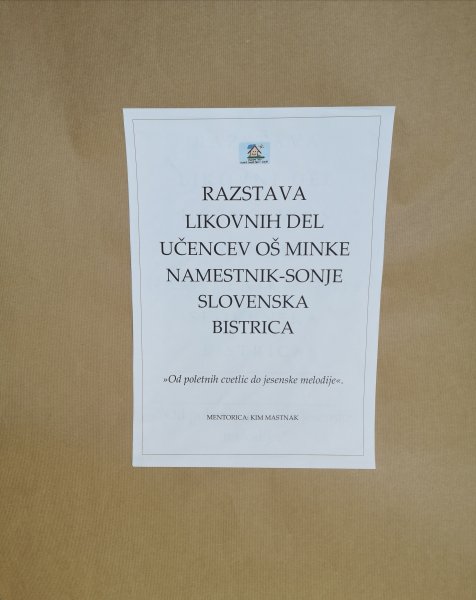 RAZSTAVA
LIKOVNIH DEL
UČENCEV OŠ MINKE
NAMESTNIK-SONJE
SLOVENSKA
BISTRICA
»Od poletnih cvetlic do jesenske melodije«.
MENTORICA: KIM MASTNAK